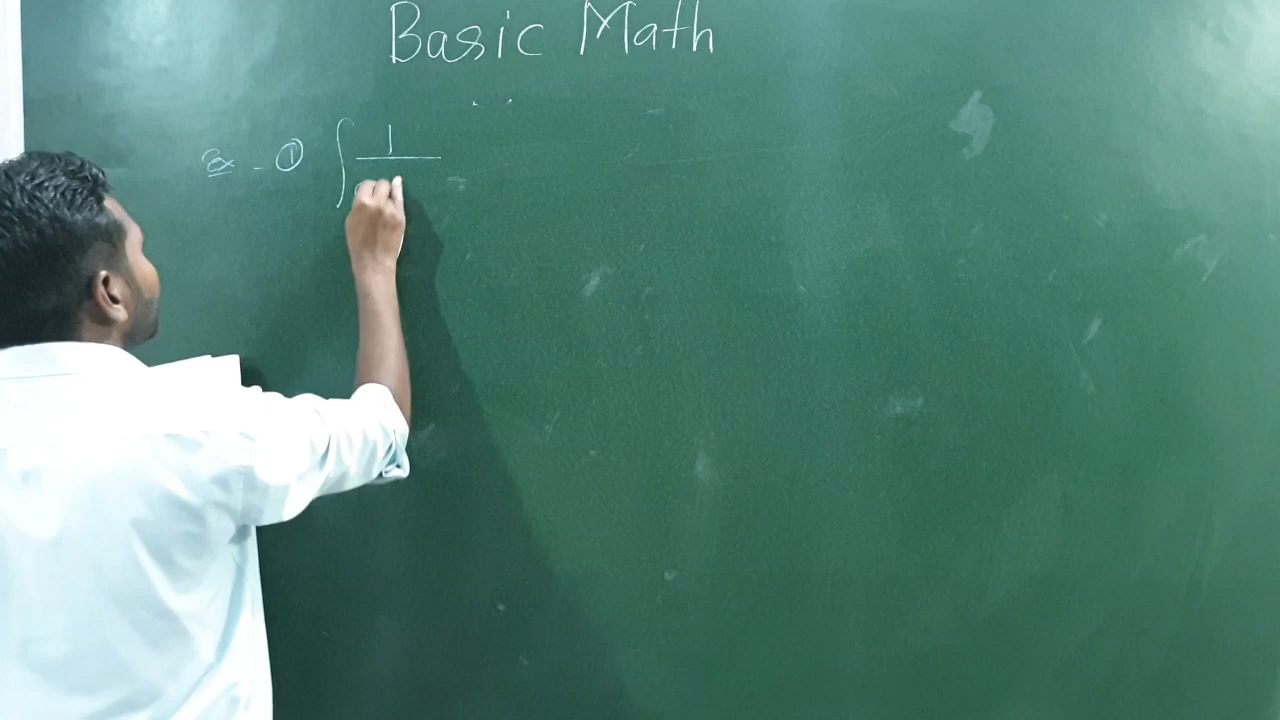 Basic Math
Ex - ① ∫ 1/